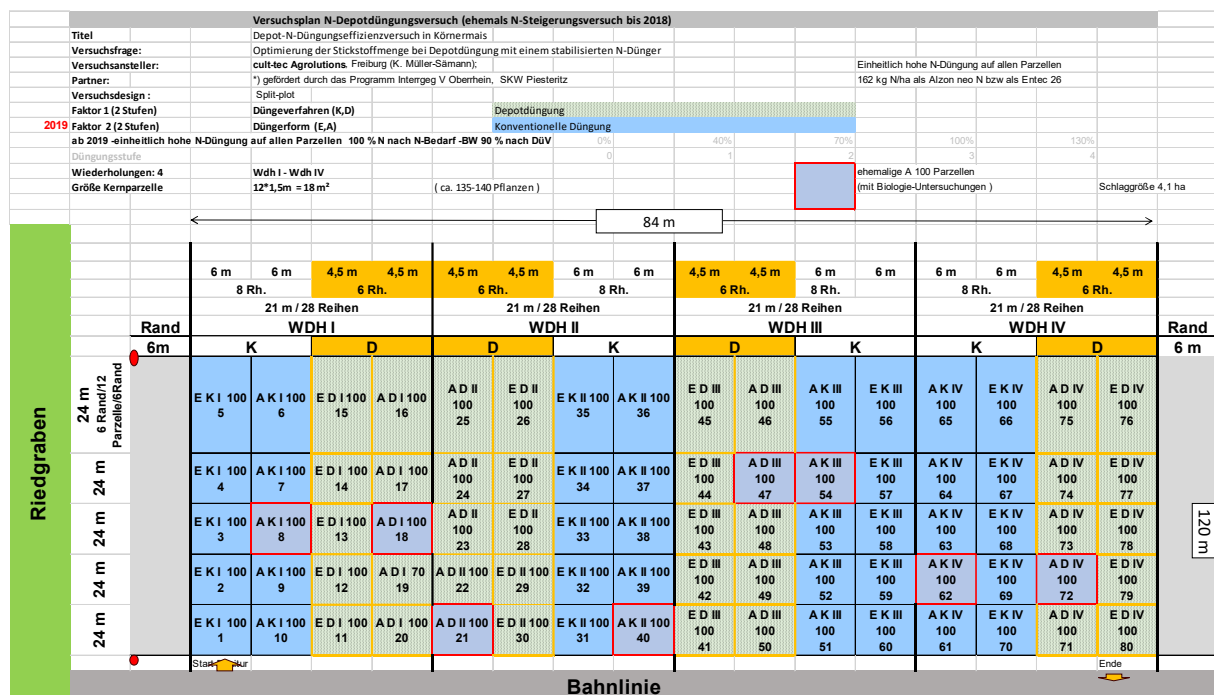 Versuchsplan N-Depotdüngungsversuch (ehemals N-Steigerungsversuch bis 2018)
Titel Depot-N-Düngungseffizienzversuch in Körnermais
Versuchsfrage: Optimierung der Stickstoffmenge bei Depotdüngung mit einem stabilisierten N-Dünger
Versuchsansteller: cult-tec Agrolutions, Freiburg (K. Müller-Sämann); Einheitlich hohe N-Düngung auf allen Parzellen
Partner: *) gefördert durch das Programm Interrgeg V Oberrhein, SKW Piesteritz 162 kg N/ha als Alzon neo N bzw als Entec 26
Versuchsdesign : Split-plot
Faktor 1 (2 Stufen) Düngeverfahren (K,D) Depotdüngung
2019 Faktor 2 (2 Stufen) Düngerform (E,A) Konventionelle Düngung
ab 2019 -einheitlich hohe N-Düngung auf allen Parzellen 100 % N nach N-Bedarf -BW 90 % nach DüV 0% 40% 70% 100% 130%
Düngungsstufe 0 1 2 3 4
Wiederholungen: 4 Wdh I - Wdh IV ehemalige A 100 Parzellen
Größe Kernparzelle 12*1,5m = 18 m² ( ca. 135-140 Pflanzen ) (mit Biologie-Untersuchungen ) Schlaggröße 4,1 ha
84 m
6 m 6 m 4,5 m 4,5 m 4,5 m 4,5 m 6 m 6 m 4,5 m 4,5 m 6 m 6 m 6 m 6 m 4,5 m 4,5 m
8 Rh. 6 Rh. 6 Rh. 8 Rh. 6 Rh. 8 Rh. 8 Rh. 6 Rh.
21 m / 28 Reihen 21 m / 28 Reihen 21 m / 28 Reihen 21 m / 28 Reihen
Rand WDH I WDH II WDH III WDH IV Rand
6m K D D K D K K D 6 m
Riedgraben
24 m
6 Rand/12
Parzelle/6Rand
E K I 100 A K I 100 E D I 100 A D I 100 A D II 100 E D II 100 E K II 100 A K II 100 E D III 100 A D III 100 A K III 100 E K III 100 A K IV 100 E K IV 100 A D IV 100 E D IV 100
5 6 15 16 25 26 35 36 45 46 55 56 65 66 75 76
24 m
E K I 100 A K I 100 E D I 100 A D I 100 A D II 100 E D II 100 E K II 100 A K II 100 E D III 100 A D III 100 A K III 100 E K III 100 A K IV 100 E K IV 100 A D IV 100 E D IV 100
4 7 14 17 24 27 34 37 44 47 54 57 64 67 74 77
24 m
E K I 100 A K I 100 E D I 100 A D I 100 A D II 100 E D II 100 E K II 100 A K II 100 E D III 100 A D III 100 A K III 100 E K III 100 A K IV 100 E K IV 100 A D IV 100 E D IV 100
3 8 13 18 23 28 33 38 43 48 53 58 63 68 73 78
120 m
24 m
E K I 100 A K I 100 E D I 100 A D I 70 A D II 100 E D II 100 E K II 100 A K II 100 E D III 100 A D III 100 A K III 100 E K III 100 A K IV 100 E K IV 100 A D IV 100 E D IV 100
2 9 12 19 22 29 32 39 42 49 52 59 62 69 72 79
24 m
E K I 100 A K I 100 E D I 100 A D I 100 A D II 100 E D II 100 E K II 100 A K II 100 E D III 100 A D III 100 A K III 100 E K III 100 A K IV 100 E K IV 100 A D IV 100 E D IV 100
1 10 11 20 21 30 31 40 41 50 51 60 61 70 71 80
Ende
Bahnlinie